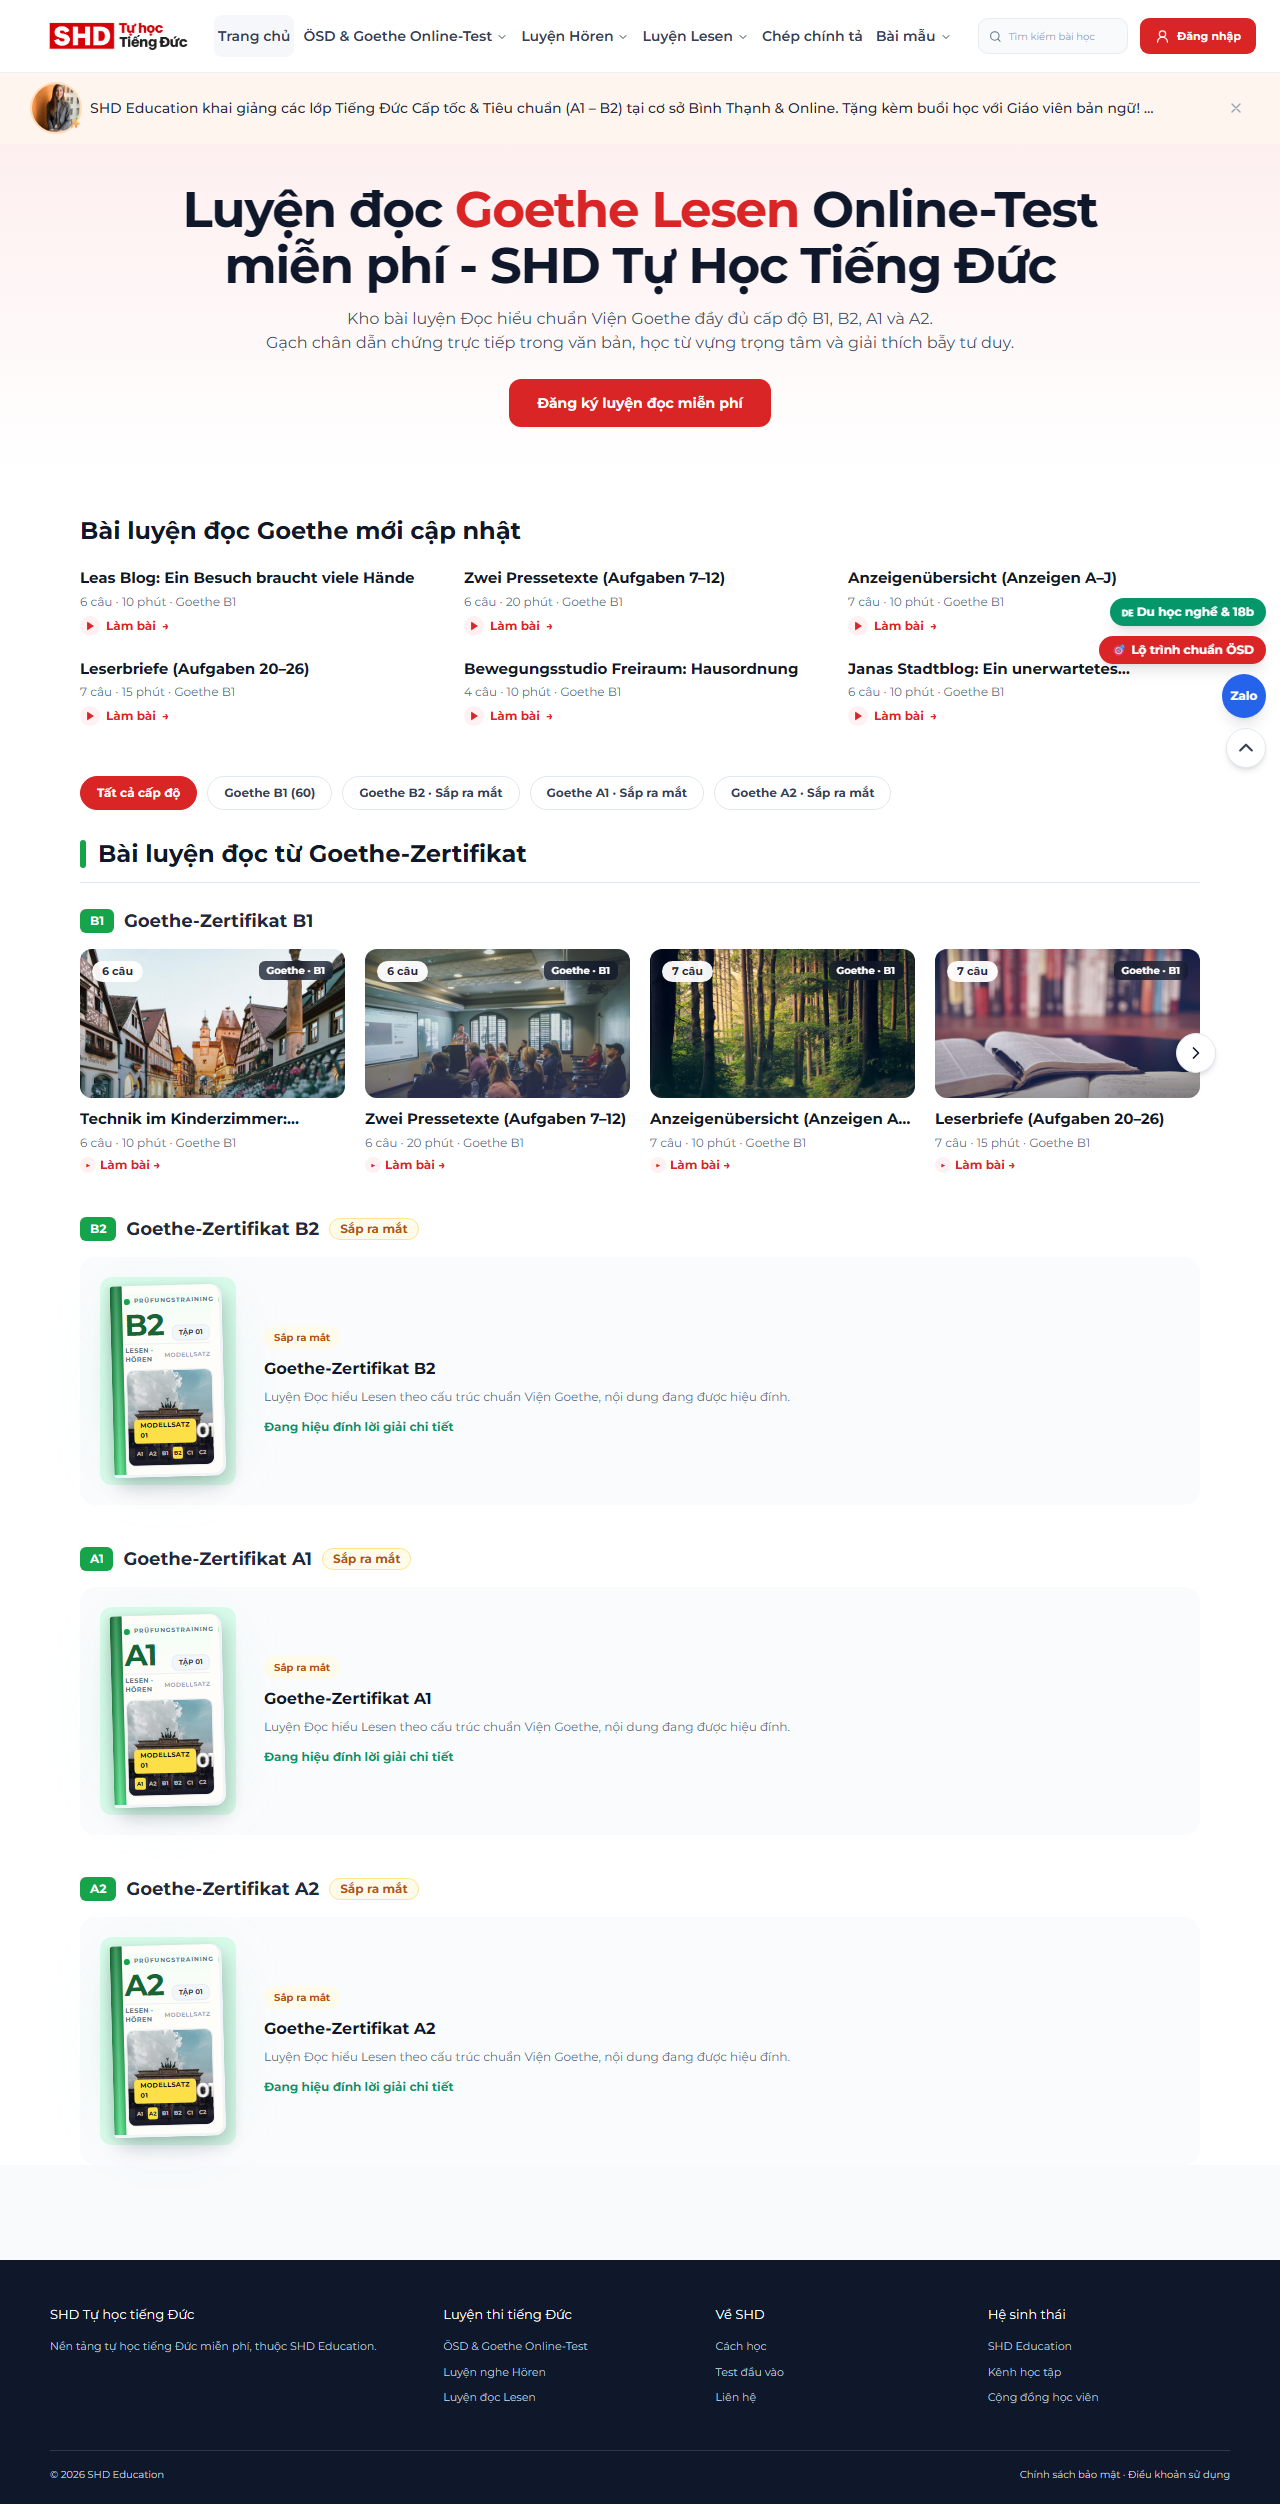 SHD Tự học
Tiếng Đức
Trang chủ
ÖSD & Goethe Online-Test
Luyện Hören
Luyện Lesen
Chép chính tả
Bài mẫu
Tìm kiếm bài học
Đăng nhập
SHD Education khai giảng các lớp Tiếng Đức Cấp tốc & Tiêu chuẩn (A1 – B2) tại cơ sở Bình Thạnh & Online. Tặng kèm buổi học với Giáo viên bản ngữ! ...
Luyện đọc Goethe Lesen Online-Test
miễn phí - SHD Tự Học Tiếng Đức
Kho bài luyện Đọc hiểu chuẩn Viện Goethe đầy đủ cấp độ B1, B2, A1 và A2.
Gạch chân dẫn chứng trực tiếp trong văn bản, học từ vựng trọng tâm và giải thích bẫy tư duy.
Đăng ký luyện đọc miễn phí
Bài luyện đọc Goethe mới cập nhật
Leas Blog: Ein Besuch braucht viele Hände
6 câu · 10 phút · Goethe B1
Làm bài →
Zwei Pressetexte (Aufgaben 7–12)
6 câu · 20 phút · Goethe B1
Làm bài →
Anzeigenübersicht (Anzeigen A–J)
7 câu · 10 phút · Goethe B1
Làm bài →
DE Du học nghề & 18b
Lộ trình chuẩn ÖSD
Zalo
Leserbriefe (Aufgaben 20–26)
7 câu · 15 phút · Goethe B1
Làm bài →
Bewegungsstudio Freiraum: Hausordnung
4 câu · 10 phút · Goethe B1
Làm bài →
Janas Stadtblog: Ein unerwartetes...
6 câu · 10 phút · Goethe B1
Làm bài →
Tất cả cấp độ
Goethe B1 (60)
Goethe B2 · Sắp ra mắt
Goethe A1 · Sắp ra mắt
Goethe A2 · Sắp ra mắt
Bài luyện đọc từ Goethe-Zertifikat
B1 Goethe-Zertifikat B1
6 câu
Goethe • B1
Technik im Kinderzimmer:...
6 câu · 10 phút · Goethe B1
Làm bài →
6 câu
Goethe • B1
Zwei Pressetexte (Aufgaben 7–12)
6 câu · 20 phút · Goethe B1
Làm bài →
7 câu
Goethe • B1
Anzeigenübersicht (Anzeigen A...
7 câu · 10 phút · Goethe B1
Làm bài →
7 câu
Goethe • B1
Leserbriefe (Aufgaben 20–26)
7 câu · 15 phút · Goethe B1
Làm bài →
B2 Goethe-Zertifikat B2 Sắp ra mắt
PRÜFUNGSTRAINING
B2 TẬP 01
LESEN · HÖREN MODELLSATZ
MODELLSATZ 01
01
A1 A2 B1 B2 C1 C2
Sắp ra mắt
Goethe-Zertifikat B2
Luyện Đọc hiểu Lesen theo cấu trúc chuẩn Viện Goethe, nội dung đang được hiệu đính.
Đang hiệu đính lời giải chi tiết
A1 Goethe-Zertifikat A1 Sắp ra mắt
PRÜFUNGSTRAINING
A1 TẬP 01
LESEN · HÖREN MODELLSATZ
MODELLSATZ 01
01
A1 A2 B1 B2 C1 C2
Sắp ra mắt
Goethe-Zertifikat A1
Luyện Đọc hiểu Lesen theo cấu trúc chuẩn Viện Goethe, nội dung đang được hiệu đính.
Đang hiệu đính lời giải chi tiết
A2 Goethe-Zertifikat A2 Sắp ra mắt
PRÜFUNGSTRAINING
A2 TẬP 01
LESEN · HÖREN MODELLSATZ
MODELLSATZ 01
01
A1 A2 B1 B2 C1 C2
Sắp ra mắt
Goethe-Zertifikat A2
Luyện Đọc hiểu Lesen theo cấu trúc chuẩn Viện Goethe, nội dung đang được hiệu đính.
Đang hiệu đính lời giải chi tiết
SHD Tự học tiếng Đức
Nền tảng tự học tiếng Đức miễn phí, thuộc SHD Education.
Luyện thi tiếng Đức
ÖSD & Goethe Online-Test
Luyện nghe Hören
Luyện đọc Lesen
Về SHD
Cách học
Test đầu vào
Liên hệ
Hệ sinh thái
SHD Education
Kênh học tập
Cộng đồng học viên
© 2026 SHD Education
Chính sách bảo mật · Điều khoản sử dụng